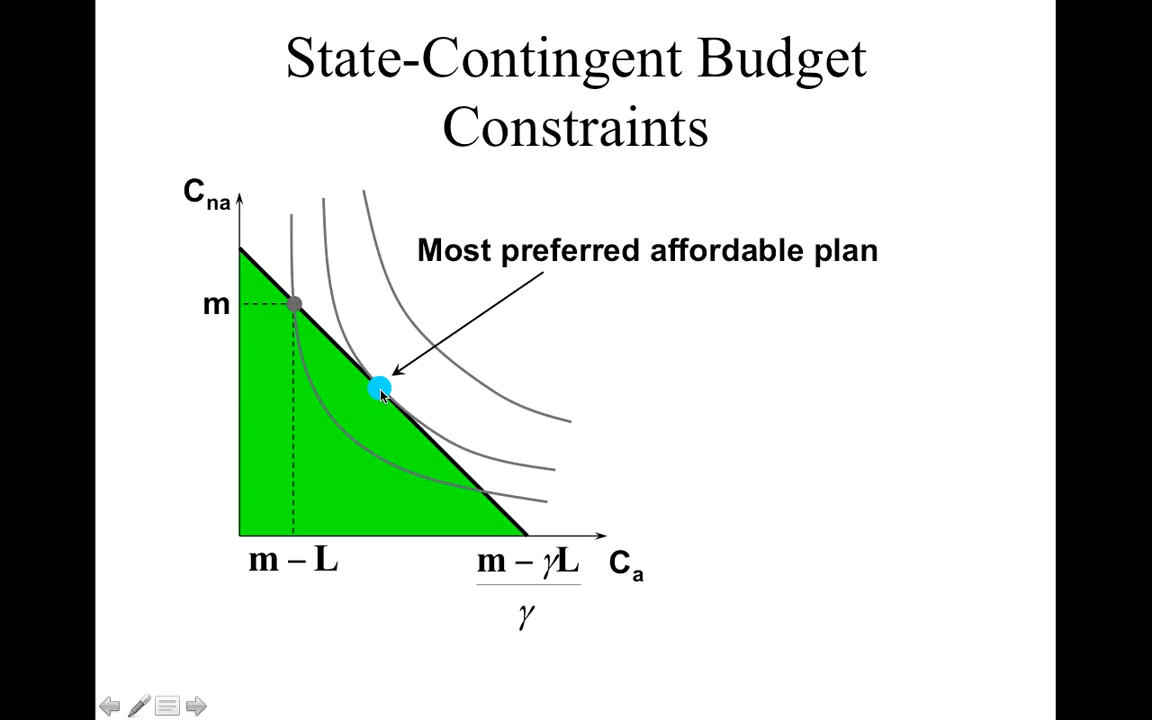 State-Contingent Budget
Constraints
Cna
Most preferred affordable plan
m
m – L
m – γL
γ
Ca